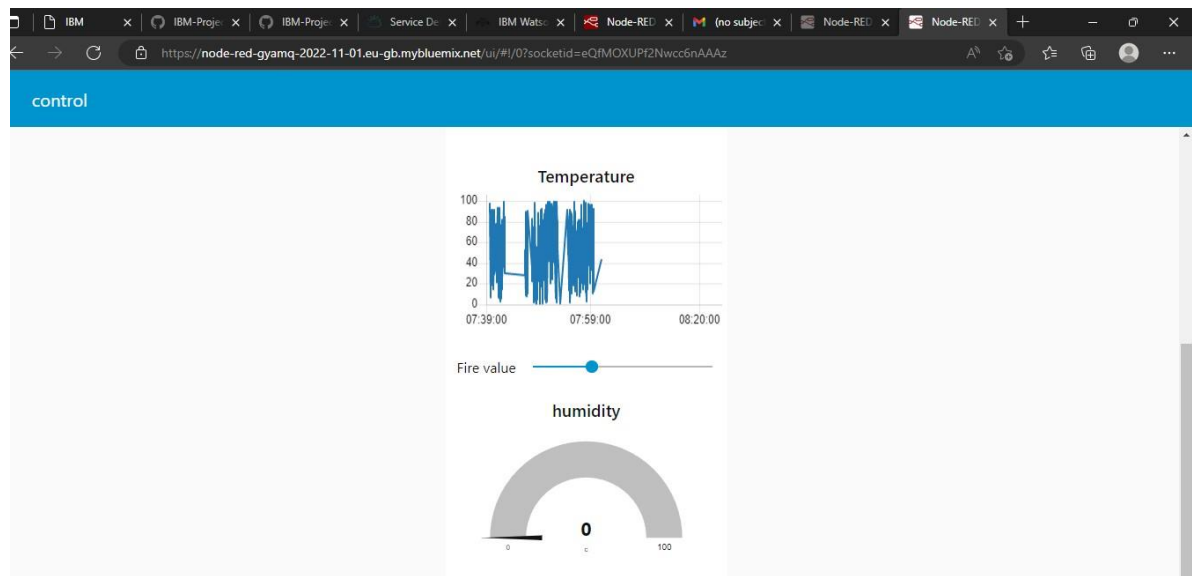 IBM
IBM-Projec
IBM-Projec
Service De
IBM Watso
Node-RED
(no subjec
Node-RED
Node-RED
https://node-red-gyamq-2022-11-01.eu-gb.mybluemix.net/ui/#!/0?socketid=eQfMOXUPf2Nwcc6nAAAz
control
Temperature
100
80
60
40
20
0
07:39:00 07:59:00 08:20:00
Fire value
humidity
0
0 c 100